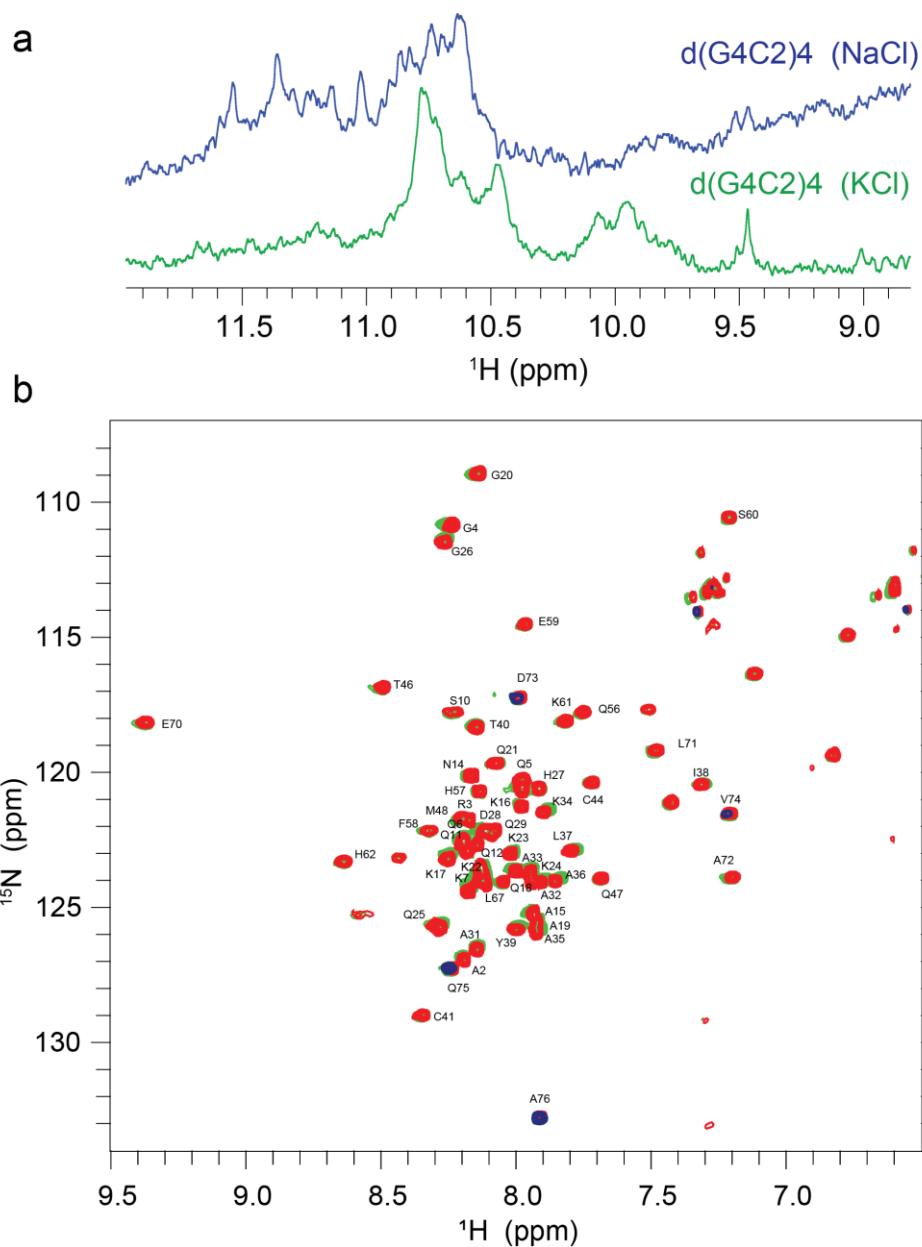 a
d(G4C2)4 (NaCl)
d(G4C2)4 (KCl)
11.5 11.0 10.5 10.0 9.5 9.0
¹H (ppm)
b
110
115
120
125
130
¹⁵N (ppm)
G20
G4
G26
S60
E59
T46
D73
E70
S10
K61
Q56
T40
L71
Q21
N14
Q5
I38
H57
H27
K16
C44
V74
M48
R3
K34
F58
Q6
D28
Q29
Q11
L37
H62
Q12
K23
A33
K17
K22
K24
A36
A72
K7
L67
Q18
A32
Q47
A15
Q25
A19
A31
Y39
A35
A2
Q75
C41
A76
9.5 9.0 8.5 8.0 7.5 7.0
¹H (ppm)